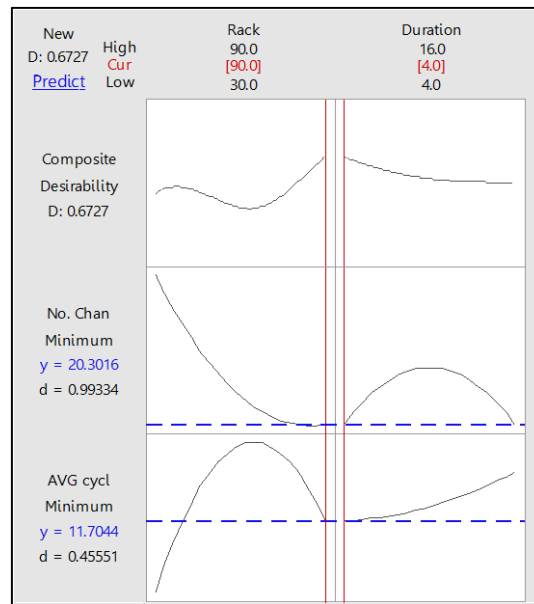 New
D: 0.6727
Predict
High
Cur
Low
Rack
90.0
[90.0]
30.0
Duration
16.0
[4.0]
4.0
Composite
Desirability
D: 0.6727
No. Chan
Minimum
y = 20.3016
d = 0.99334
AVG cycl
Minimum
y = 11.7044
d = 0.45551